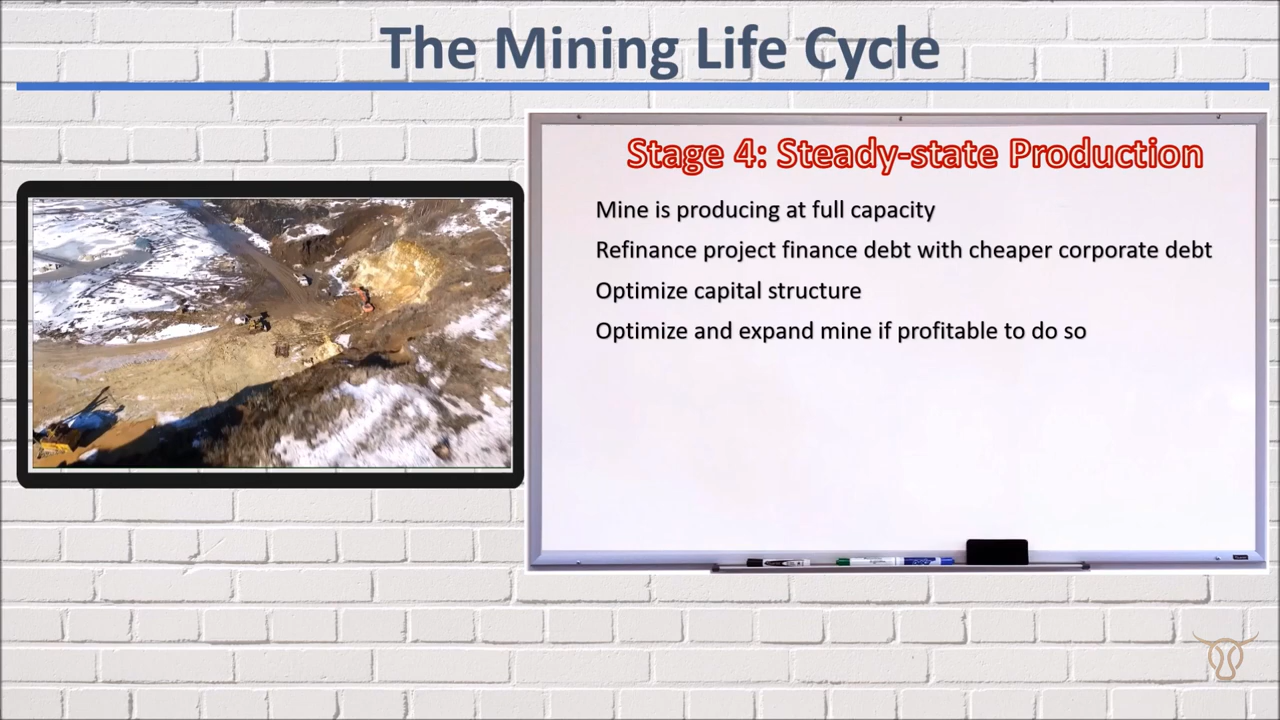 The Mining Life Cycle
Stage 4: Steady-state Production
Mine is producing at full capacity
Refinance project finance debt with cheaper corporate debt
Optimize capital structure
Optimize and expand mine if profitable to do so